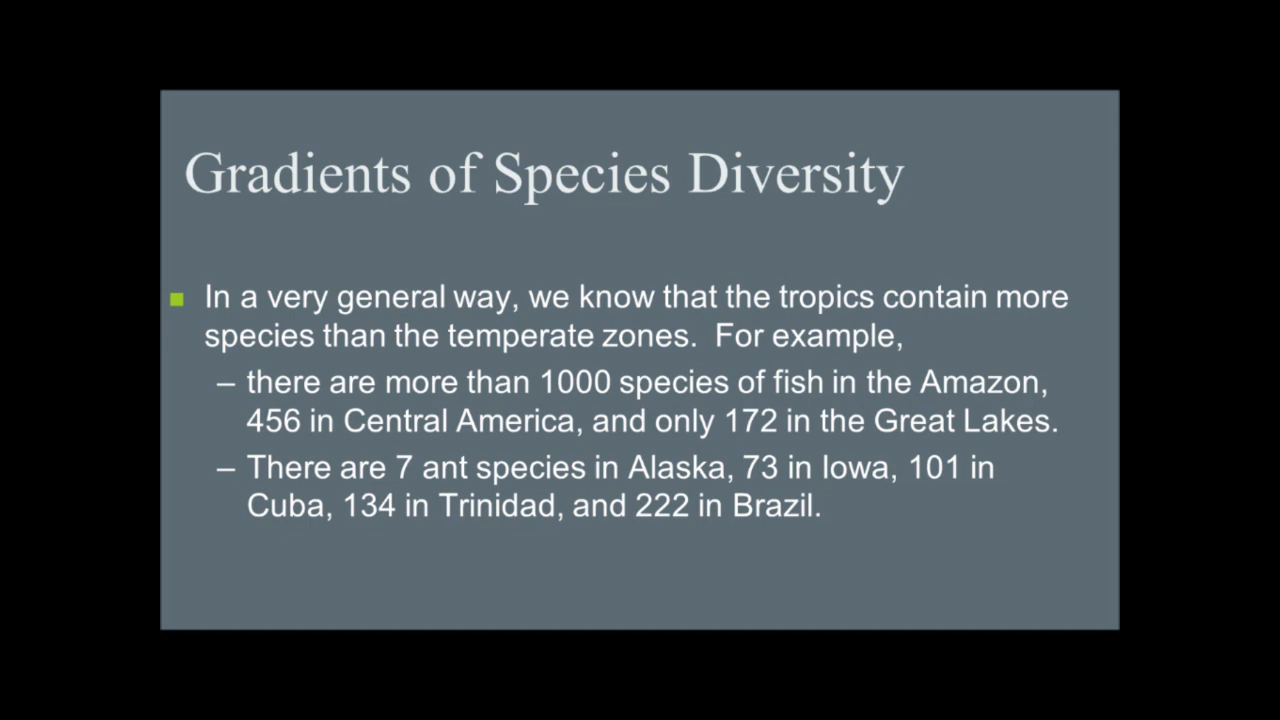 Gradients of Species Diversity
■ In a very general way, we know that the tropics contain more
species than the temperate zones.  For example,
– there are more than 1000 species of fish in the Amazon,
456 in Central America, and only 172 in the Great Lakes.
– There are 7 ant species in Alaska, 73 in Iowa, 101 in
Cuba, 134 in Trinidad, and 222 in Brazil.